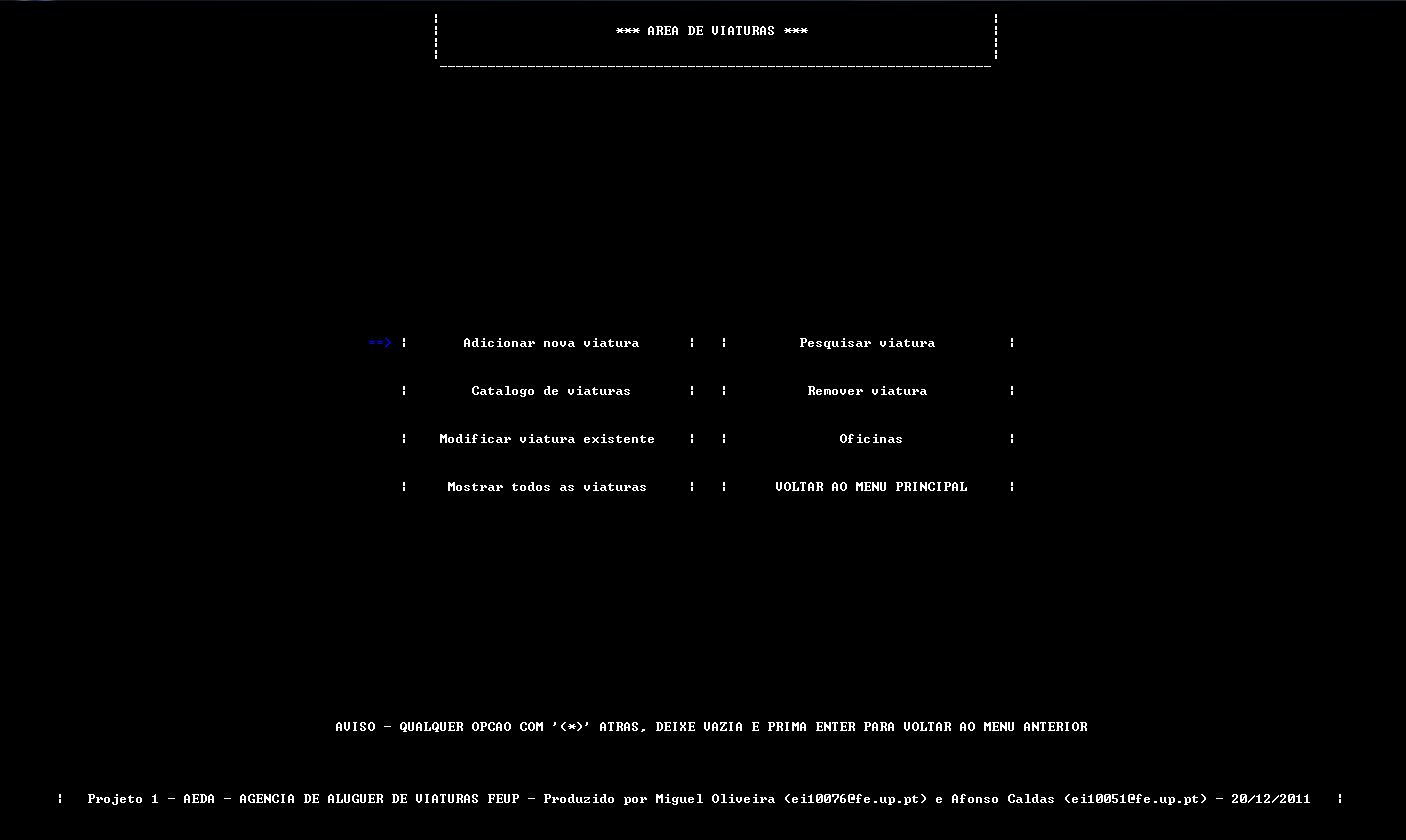 *** AREA DE VIATURAS ***
==> | Adicionar nova viatura | | Pesquisar viatura |
| Catalogo de viaturas | | Remover viatura |
| Modificar viatura existente | | Oficinas |
| Mostrar todos as viaturas | | VOLTAR AO MENU PRINCIPAL |
AVISO - QUALQUER OPCAO COM '(*)' ATRAS, DEIXE VAZIA E PRIMA ENTER PARA VOLTAR AO MENU ANTERIOR
| Projeto 1 - AEDA - AGENCIA DE ALUGUER DE VIATURAS FEUP - Produzido por Miguel Oliveira (ei10076@fe.up.pt) e Afonso Caldas (ei10051@fe.up.pt) - 20/12/2011 |